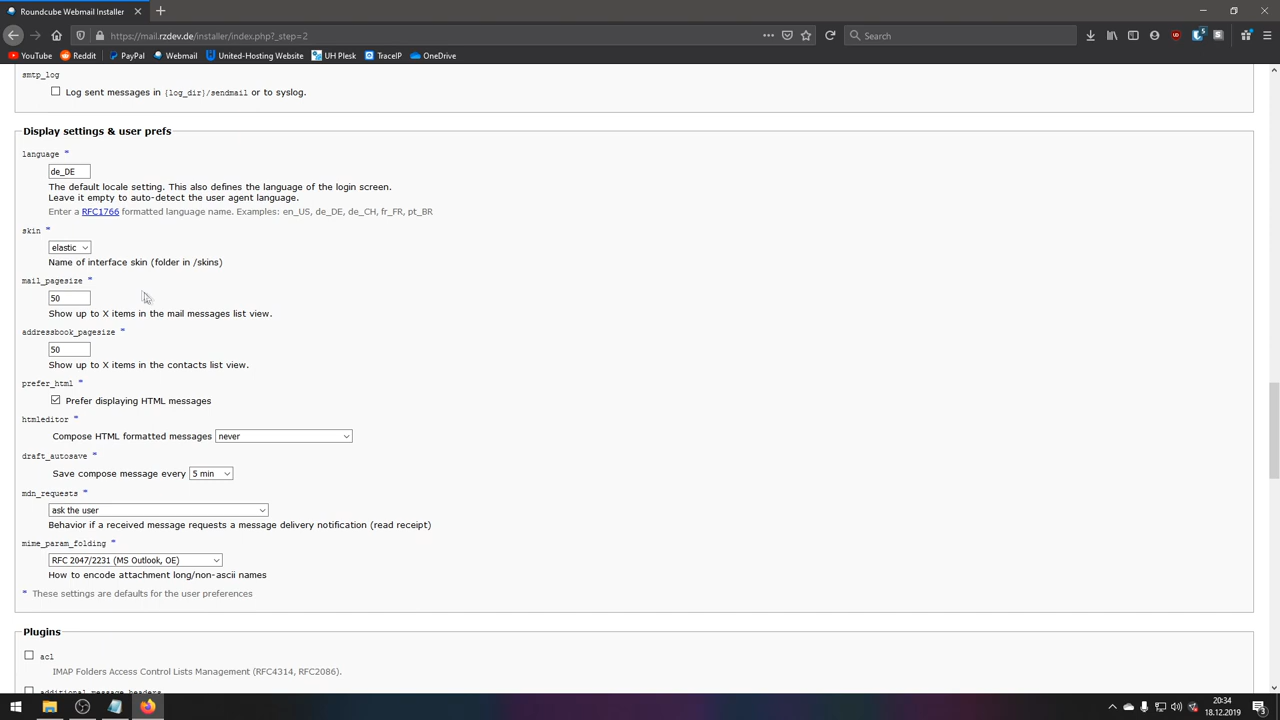 Roundcube Webmail Installer
https://mail.rzdev.de/installer/index.php?_step=2
Search
YouTube Reddit PayPal Webmail United-Hosting Website UH Plesk TraceIP OneDrive
smtp_log
Log sent messages in {log_dir}/sendmail or to syslog.
Display settings & user prefs
language *
de_DE
The default locale setting. This also defines the language of the login screen.
Leave it empty to auto-detect the user agent language.
Enter a RFC1766 formatted language name. Examples: en_US, de_DE, de_CH, fr_FR, pt_BR
skin *
elastic
Name of interface skin (folder in /skins)
mail_pagesize *
50
Show up to X items in the mail messages list view.
addressbook_pagesize *
50
Show up to X items in the contacts list view.
prefer_html *
Prefer displaying HTML messages
htmleditor *
Compose HTML formatted messages never
draft_autosave *
Save compose message every 5 min
mdn_requests *
ask the user
Behavior if a received message requests a message delivery notification (read receipt)
mime_param_folding *
RFC 2047/2231 (MS Outlook, OE)
How to encode attachment long/non-ascii names
* These settings are defaults for the user preferences
Plugins
acl
IMAP Folders Access Control Lists Management (RFC4314, RFC2086).
additional_message_headers
20:34
18.12.2019
3